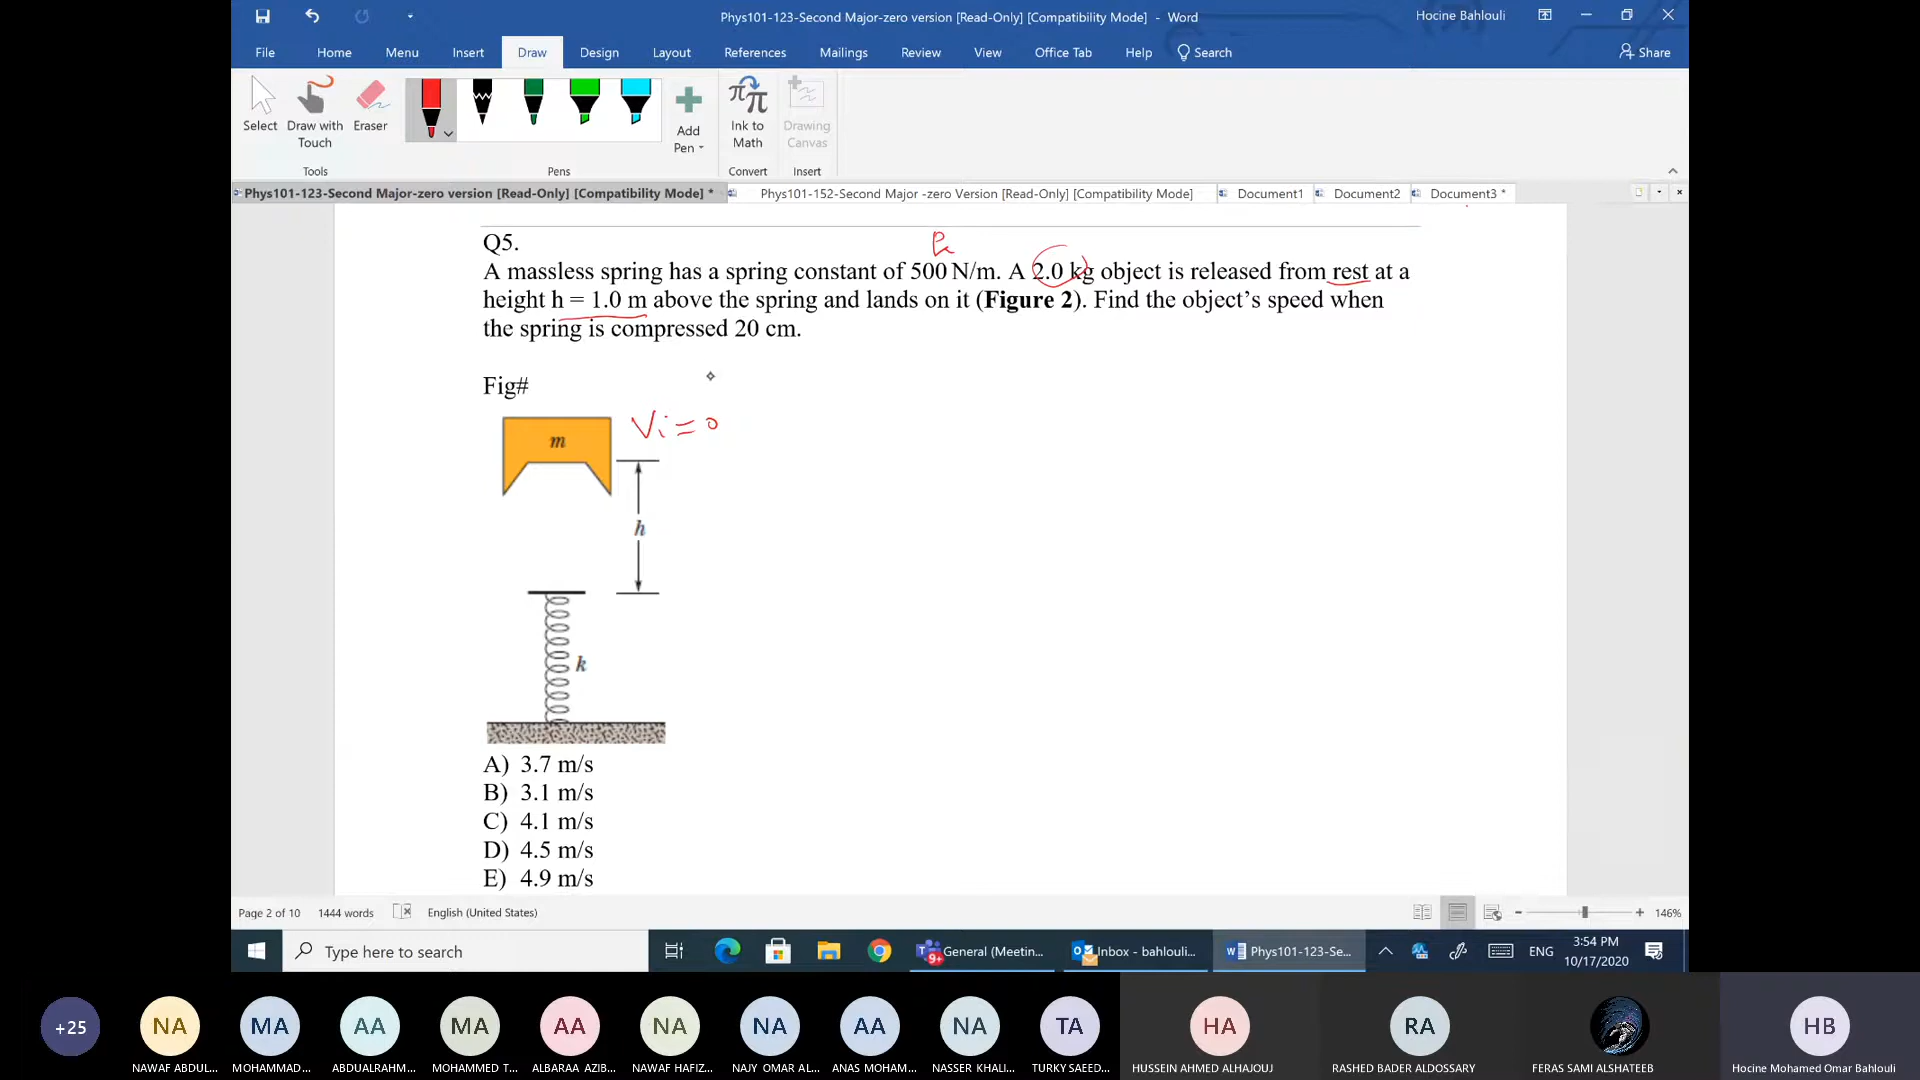 Phys101-123-Second Major-zero version [Read-Only] [Compatibility Mode] - Word
Hocine Bahlouli
File Home Menu Insert Draw Design Layout References Mailings Review View Office Tab Help Search Share
Select
Draw with Touch
Eraser
Add Pen
Ink to Math
Drawing Canvas
Tools Pens Convert Insert
Phys101-123-Second Major-zero version [Read-Only] [Compatibility Mode] * Phys101-152-Second Major -zero Version [Read-Only] [Compatibility Mode] Document1 Document2 Document3 *
Q5.
A massless spring has a spring constant of 500 N/m. A 2.0 kg object is released from rest at a
height h = 1.0 m above the spring and lands on it (Figure 2). Find the object's speed when
the spring is compressed 20 cm.
Fig#
m
Vi = 0
h
k
A) 3.7 m/s
B) 3.1 m/s
C) 4.1 m/s
D) 4.5 m/s
E) 4.9 m/s
Page 2 of 10 1444 words English (United States) 146%
Type here to search
9+
General (Meetin...
Inbox - bahlouli...
Phys101-123-Se...
ENG
3:54 PM
10/17/2020
+25 NA MA AA MA AA NA NA AA NA TA HA RA HB
NAWAF ABDUL... MOHAMMAD... ABDUALRAHM... MOHAMMED T... ALBARAA AZIB... NAWAF HAFIZ... NAJY OMAR AL... ANAS MOHAM... NASSER KHALI... TURKY SAEED... HUSSEIN AHMED ALHAJOUJ RASHED BADER ALDOSSARY FERAS SAMI ALSHATEEB Hocine Mohamed Omar Bahlouli